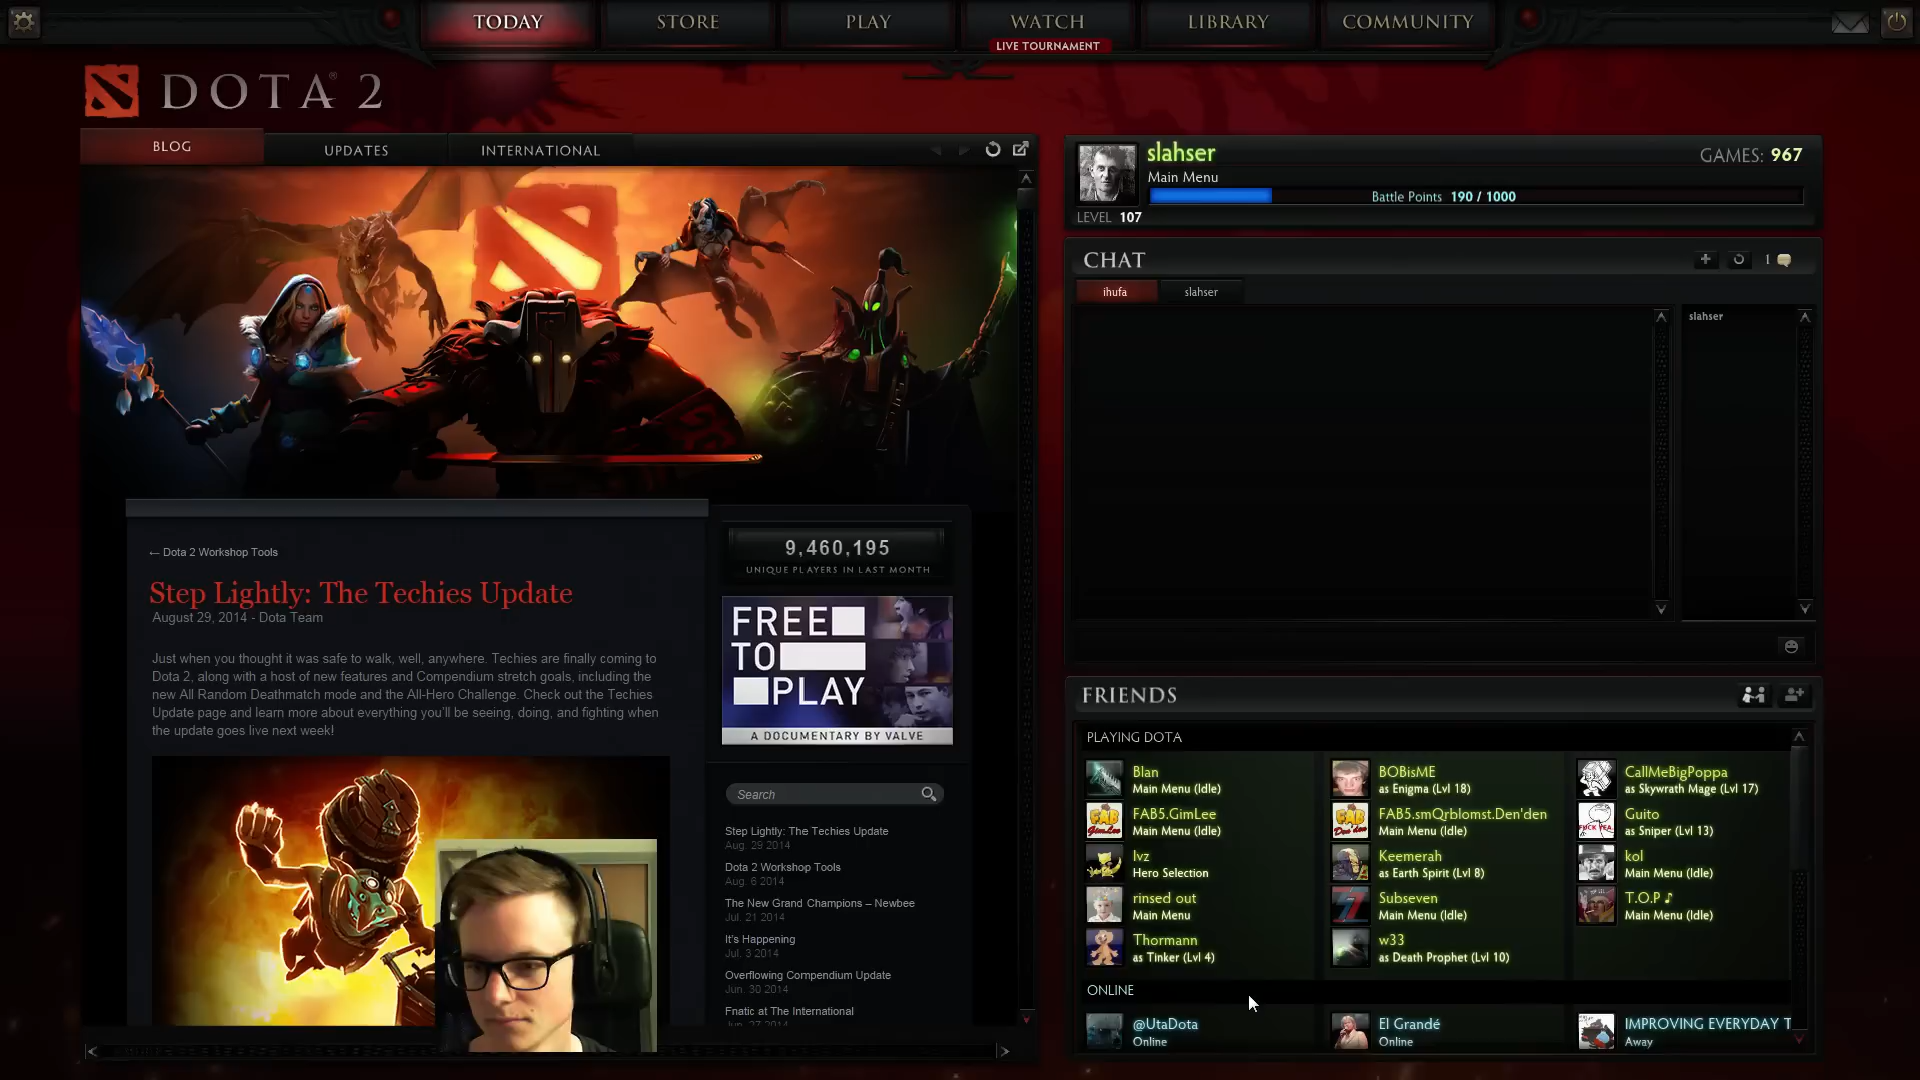 TODAY
STORE
PLAY
WATCH
LIVE TOURNAMENT
LIBRARY
COMMUNITY
DOTA 2
BLOG
UPDATES
INTERNATIONAL
← Dota 2 Workshop Tools
Step Lightly: The Techies Update
August 29, 2014 - Dota Team
Just when you thought it was safe to walk, well, anywhere. Techies are finally coming to
Dota 2, along with a host of new features and Compendium stretch goals, including the
new All Random Deathmatch mode and the All-Hero Challenge. Check out the Techies
Update page and learn more about everything you'll be seeing, doing, and fighting when
the update goes live next week!
9,460,195
UNIQUE PLAYERS IN LAST MONTH
FREE
TO
PLAY
A DOCUMENTARY BY VALVE
Search
Step Lightly: The Techies Update
Aug. 29 2014
Dota 2 Workshop Tools
Aug. 6 2014
The New Grand Champions – Newbee
Jul. 21 2014
It's Happening
Jul. 3 2014
Overflowing Compendium Update
Jun. 30 2014
Fnatic at The International
Jun. 27 2014
slahser
GAMES: 967
Main Menu
Battle Points 190 / 1000
LEVEL 107
CHAT
1
ihufa
slahser
slahser
FRIENDS
PLAYING DOTA
Blan
Main Menu (Idle)
BOBisME
as Enigma (Lvl 18)
CallMeBigPoppa
as Skywrath Mage (Lvl 17)
FAB5.GimLee
Main Menu (Idle)
FAB5.smQrblomst.Den'den
Main Menu (Idle)
Guito
as Sniper (Lvl 13)
lvz
Hero Selection
Keemerah
as Earth Spirit (Lvl 8)
kol
Main Menu (Idle)
rinsed out
Main Menu
Subseven
Main Menu (Idle)
T.O.P ♪
Main Menu (Idle)
Thormann
as Tinker (Lvl 4)
w33
as Death Prophet (Lvl 10)
ONLINE
@UtaDota
Online
El Grandé
Online
IMPROVING EVERYDAY T
Away